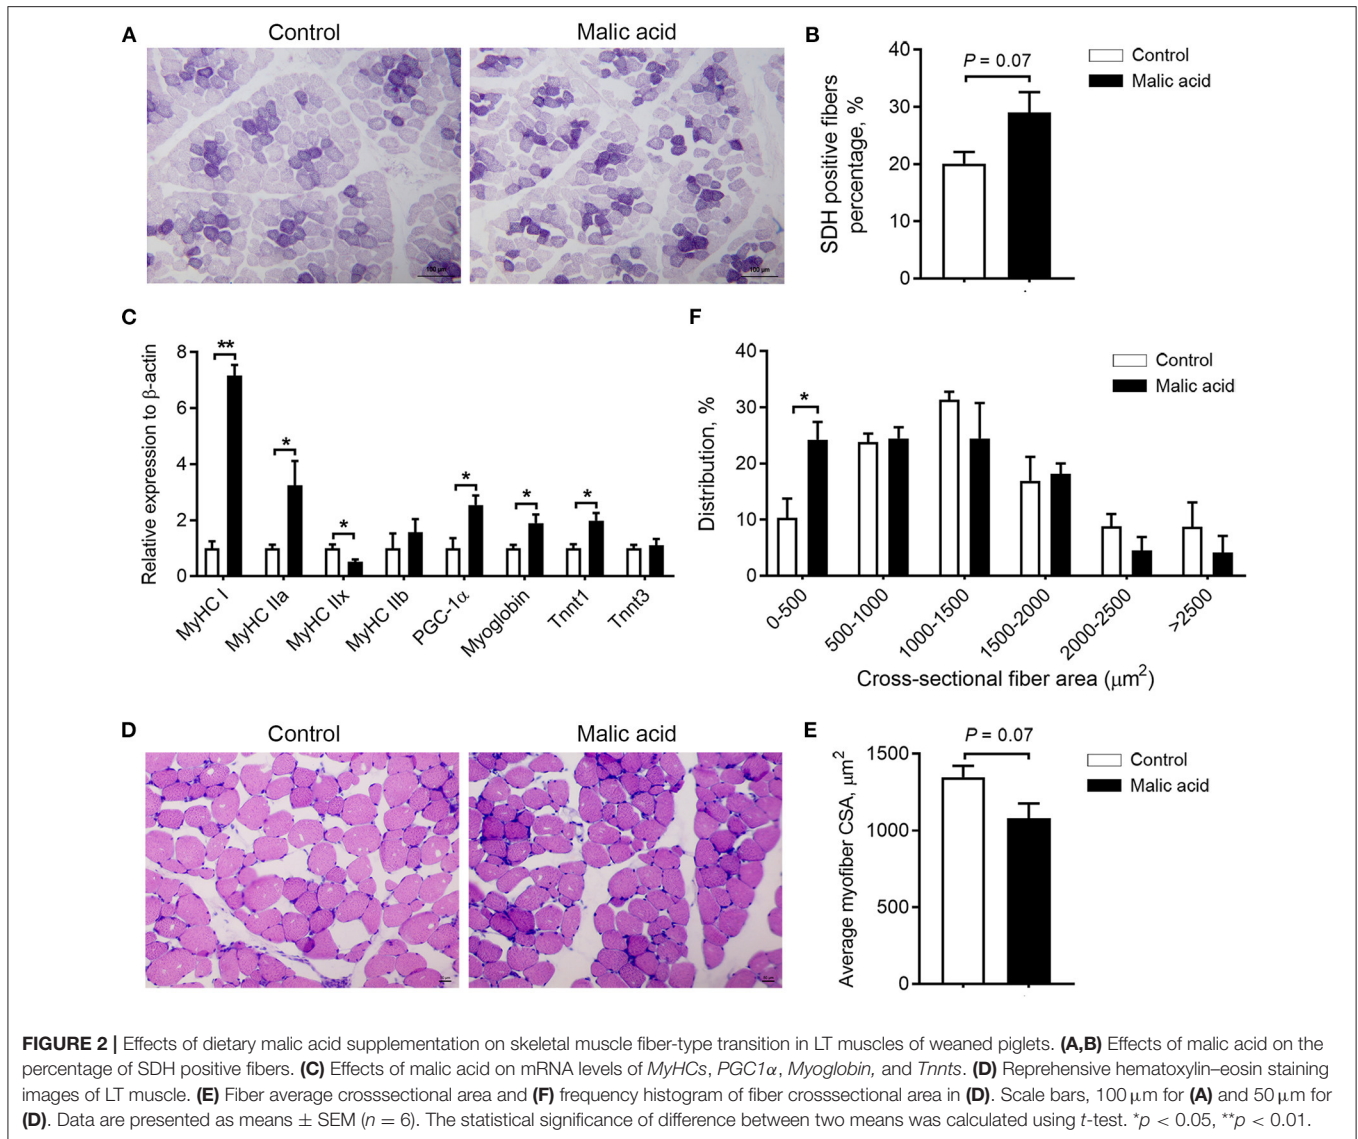 A
Control
Malic acid
100 µm
100 µm
B
SDH positive fibers
percentage, %
40
30
20
10
0
P = 0.07
Control
Malic acid
C
Relative expression to β-actin
8
6
4
2
0
**
*
*
*
*
*
MyHC I
MyHC IIa
MyHC IIx
MyHC IIb
PGC-1α
Myoglobin
Tnnt1
Tnnt3
F
Distribution, %
40
30
20
10
0
*
Control
Malic acid
0-500
500-1000
1000-1500
1500-2000
2000-2500
>2500
Cross-sectional fiber area (µm²)
D
Control
Malic acid
E
Average myofiber CSA, µm²
1500
1000
500
0
P = 0.07
Control
Malic acid
FIGURE 2 | Effects of dietary malic acid supplementation on skeletal muscle fiber-type transition in LT muscles of weaned piglets. (A,B) Effects of malic acid on the
percentage of SDH positive fibers. (C) Effects of malic acid on mRNA levels of MyHCs, PGC1α, Myoglobin, and Tnnts. (D) Reprehensive hematoxylin–eosin staining
images of LT muscle. (E) Fiber average crosssectional area and (F) frequency histogram of fiber crosssectional area in (D). Scale bars, 100 µm for (A) and 50 µm for
(D). Data are presented as means ± SEM (n = 6). The statistical significance of difference between two means was calculated using t-test. *p < 0.05, **p < 0.01.